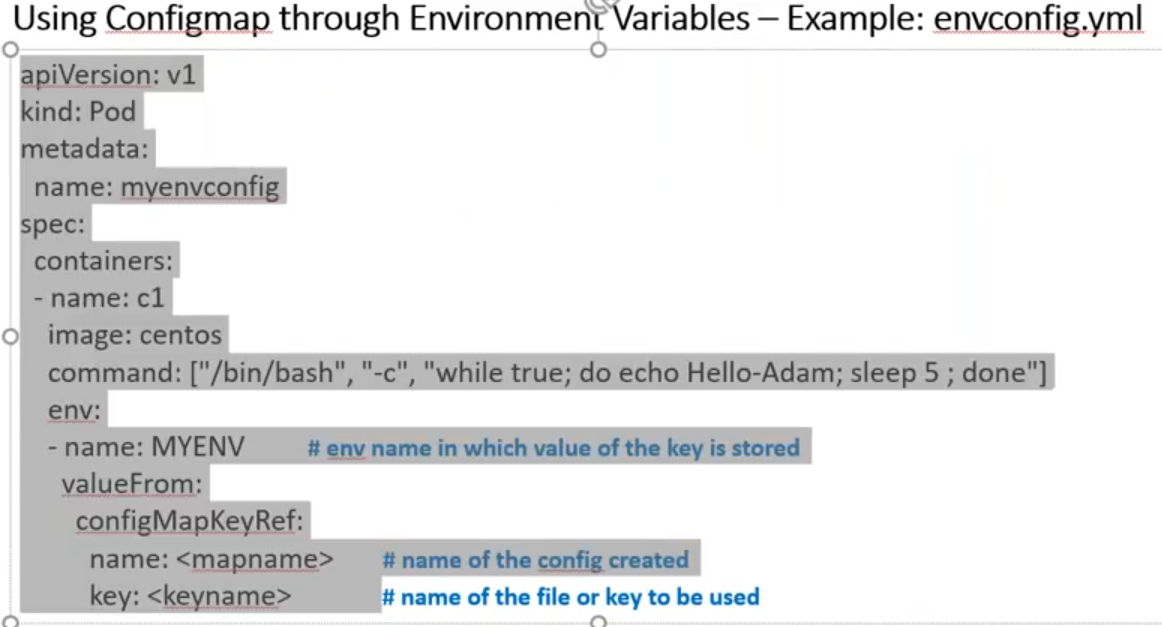 Using Configmap through Environment Variables – Example: envconfig.yml
apiVersion: v1
kind: Pod
metadata:
  name: myenvconfig
spec:
  containers:
  - name: c1
    image: centos
    command: ["/bin/bash", "-c", "while true; do echo Hello-Adam; sleep 5 ; done"]
    env:
    - name: MYENV        # env name in which value of the key is stored
      valueFrom:
        configMapKeyRef:
          name: <mapname>      # name of the config created
          key: <keyname>       # name of the file or key to be used